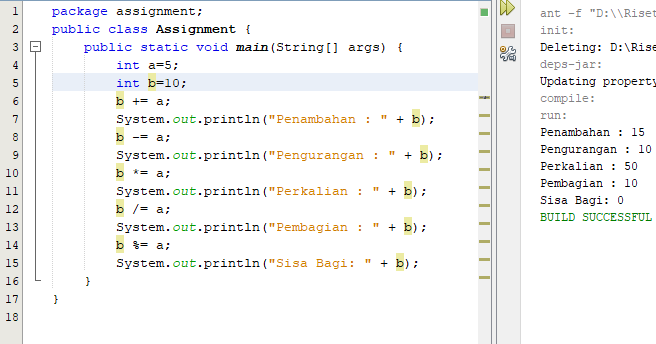 1 package assignment;
2 public class Assignment {
3 public static void main(String[] args) {
4 int a=5;
5 int b=10;
6 b += a;
7 System.out.println("Penambahan : " + b);
8 b -= a;
9 System.out.println("Pengurangan : " + b);
10 b *= a;
11 System.out.println("Perkalian : " + b);
12 b /= a;
13 System.out.println("Pembagian : " + b);
14 b %= a;
15 System.out.println("Sisa Bagi: " + b);
16 }
17 }
18
ant -f "D:\\Riset
init:
Deleting: D:\Rise
deps-jar:
Updating property
compile:
run:
Penambahan : 15
Pengurangan : 10
Perkalian : 50
Pembagian : 10
Sisa Bagi: 0
BUILD SUCCESSFUL